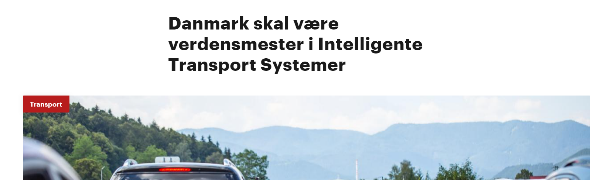 Danmark skal være
verdensmester i Intelligente
Transport Systemer
Transport